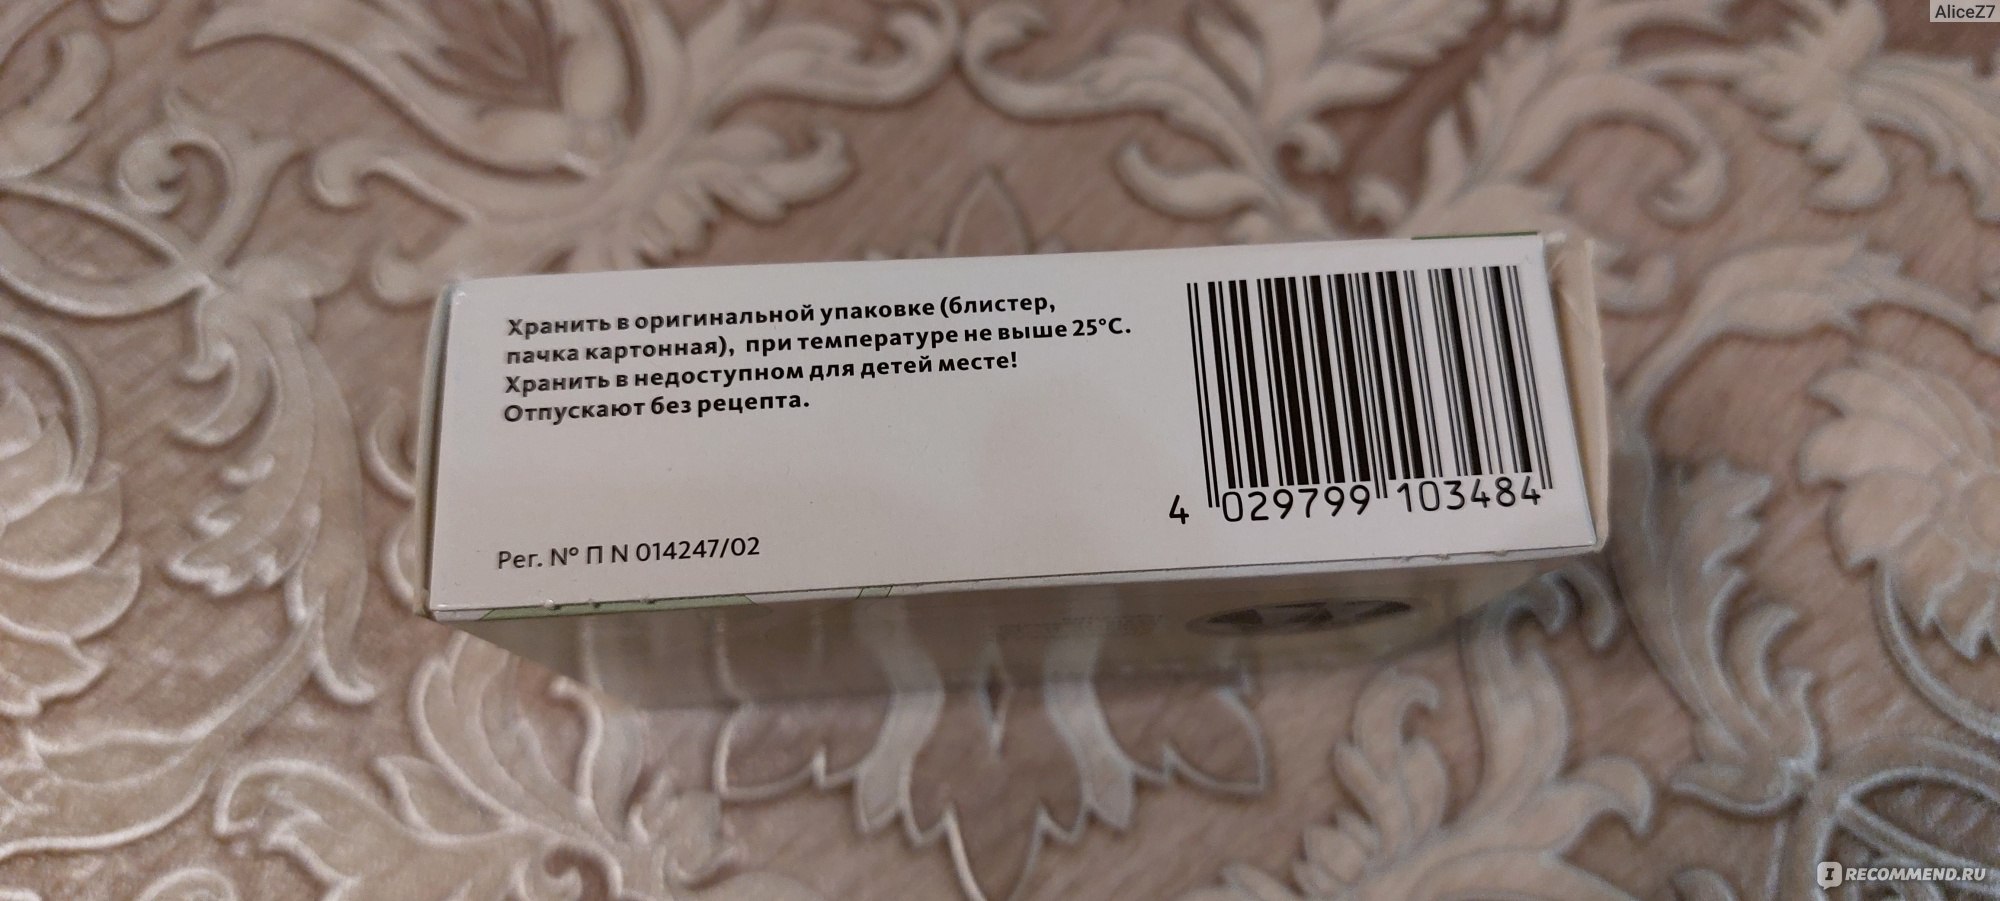 AliceZ7
Хранить в оригинальной упаковке (блистер,
пачка картонная), при температуре не выше 25°С.
Хранить в недоступном для детей месте!
Отпускают без рецепта.
4 029799 103484
Рег. № П N 014247/02
IRECOMMEND.RU